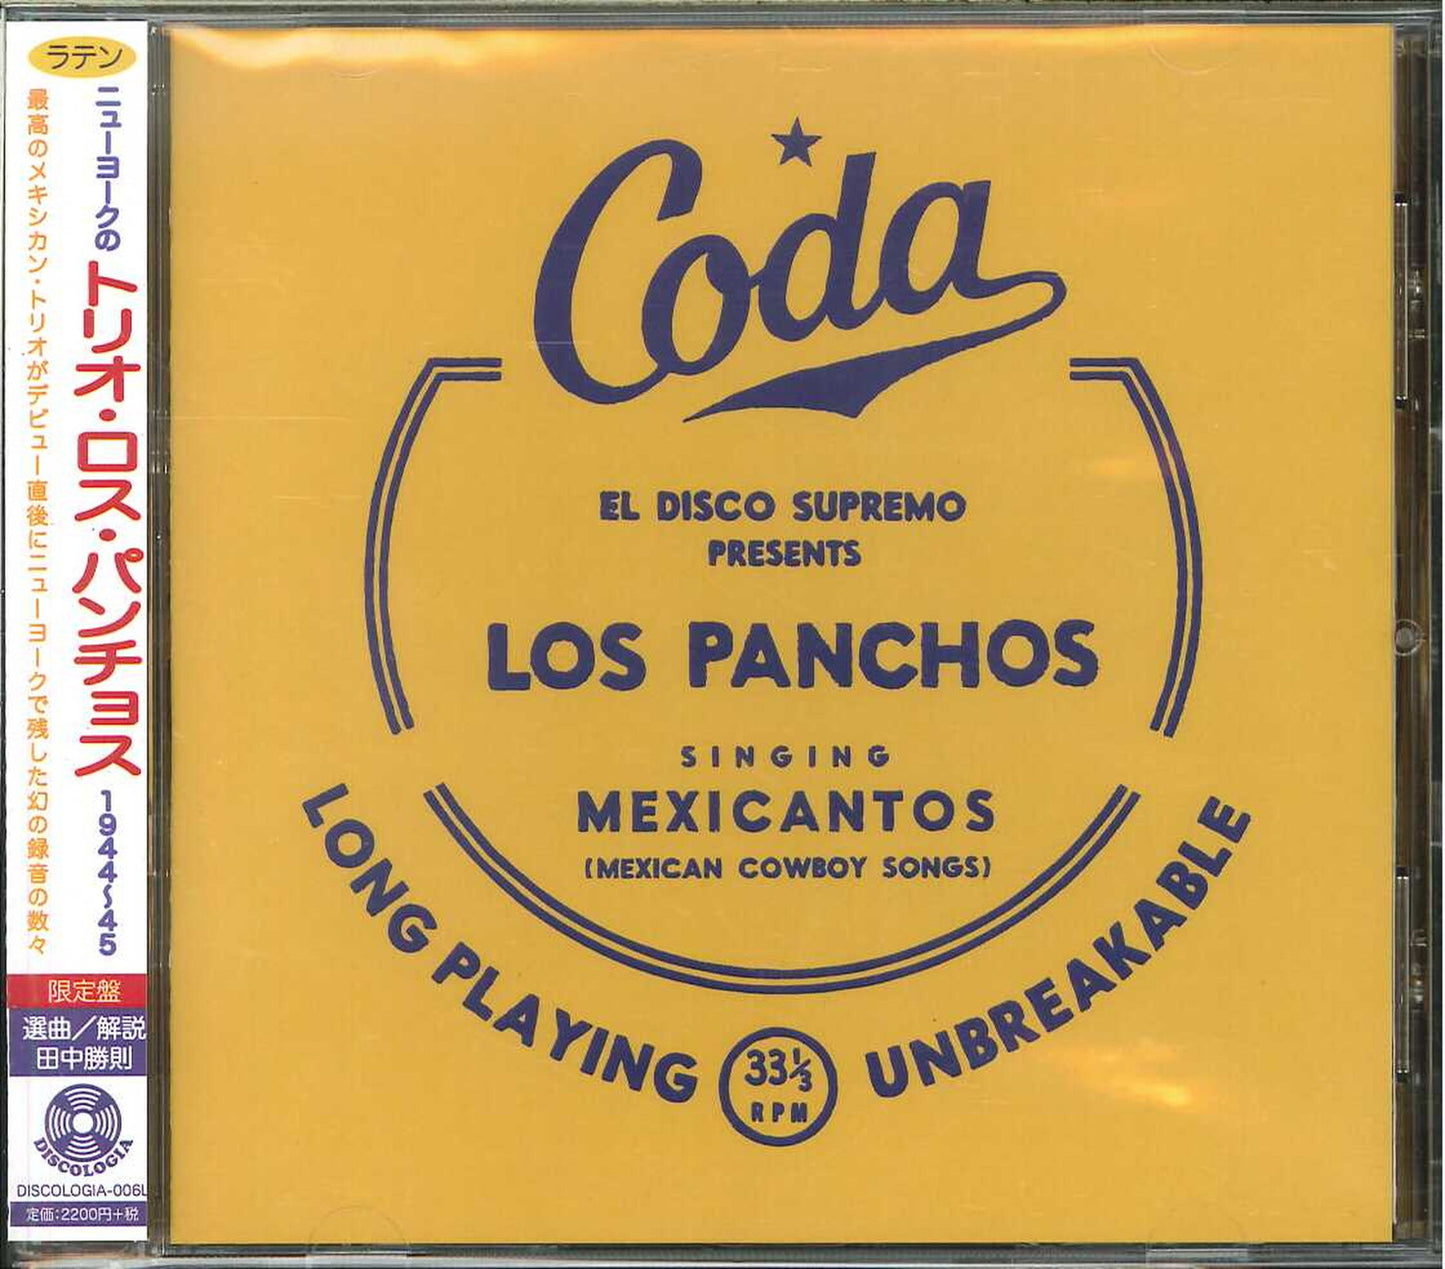 ラテン
ニューヨークの トリオ・ロス・パンチョス 1944〜45
最高のメキシカン・トリオがデビュー直後にニューヨークで残した幻の録音の数々
限定盤
選曲／解説
田中勝則
DISCOLOGIA
DISCOLOGIA-006L
定価：2200円＋税
Coda
EL DISCO SUPREMO
PRESENTS
LOS PANCHOS
SINGING
MEXICANTOS
(MEXICAN COWBOY SONGS)
LONG PLAYING
33⅓
RPM
UNBREAKABLE